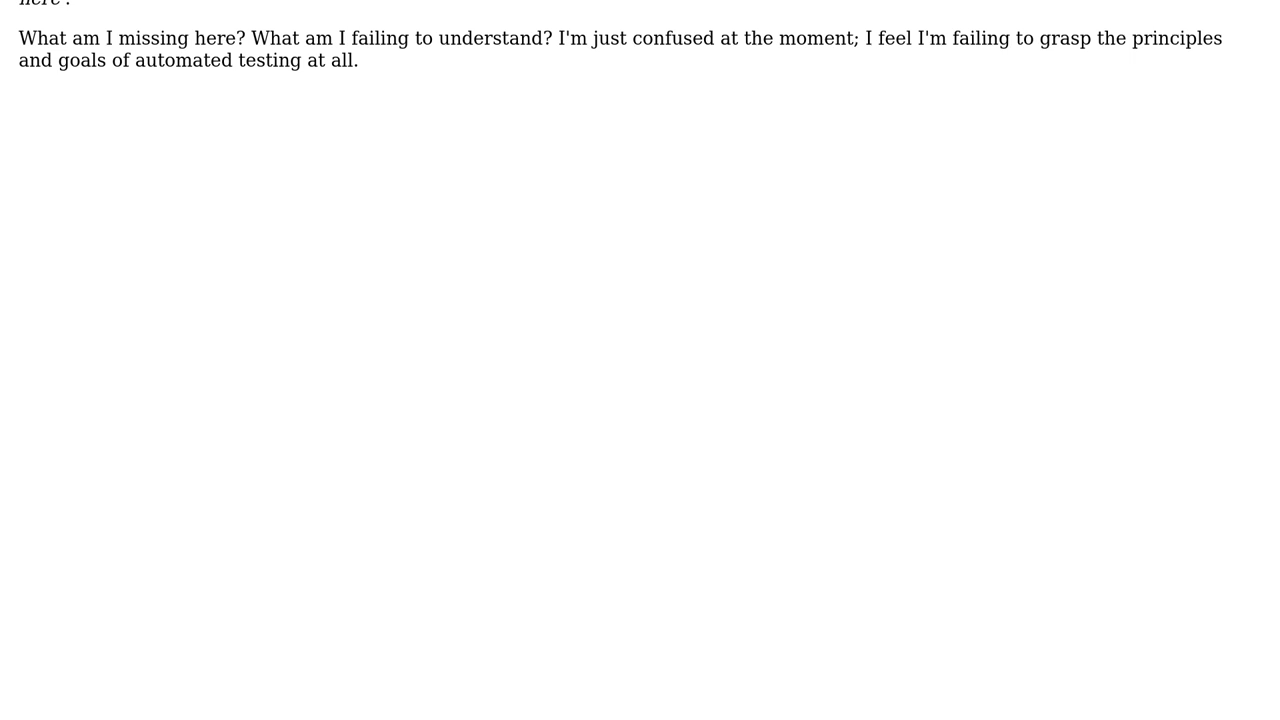 here'.
What am I missing here? What am I failing to understand? I'm just confused at the moment; I feel I'm failing to grasp the principles
and goals of automated testing at all.